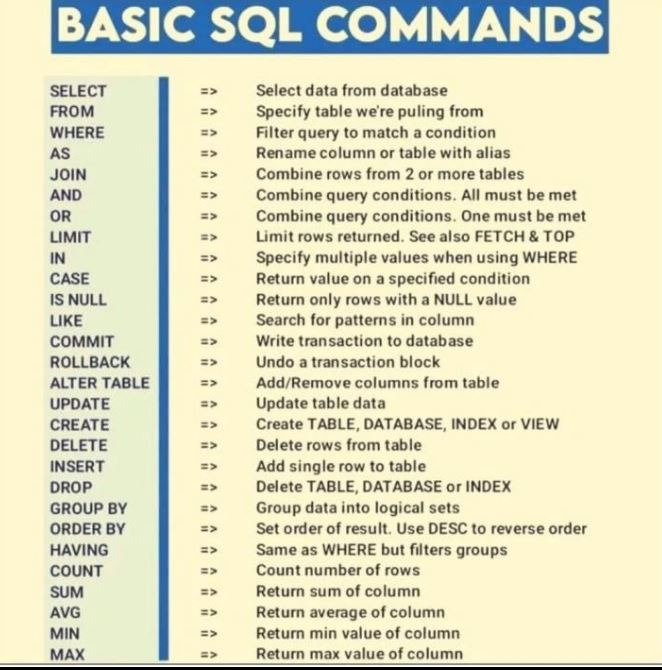 BASIC SQL COMMANDS
SELECT => Select data from database
FROM => Specify table we're puling from
WHERE => Filter query to match a condition
AS => Rename column or table with alias
JOIN => Combine rows from 2 or more tables
AND => Combine query conditions. All must be met
OR => Combine query conditions. One must be met
LIMIT => Limit rows returned. See also FETCH & TOP
IN => Specify multiple values when using WHERE
CASE => Return value on a specified condition
IS NULL => Return only rows with a NULL value
LIKE => Search for patterns in column
COMMIT => Write transaction to database
ROLLBACK => Undo a transaction block
ALTER TABLE => Add/Remove columns from table
UPDATE => Update table data
CREATE => Create TABLE, DATABASE, INDEX or VIEW
DELETE => Delete rows from table
INSERT => Add single row to table
DROP => Delete TABLE, DATABASE or INDEX
GROUP BY => Group data into logical sets
ORDER BY => Set order of result. Use DESC to reverse order
HAVING => Same as WHERE but filters groups
COUNT => Count number of rows
SUM => Return sum of column
AVG => Return average of column
MIN => Return min value of column
MAX => Return max value of column